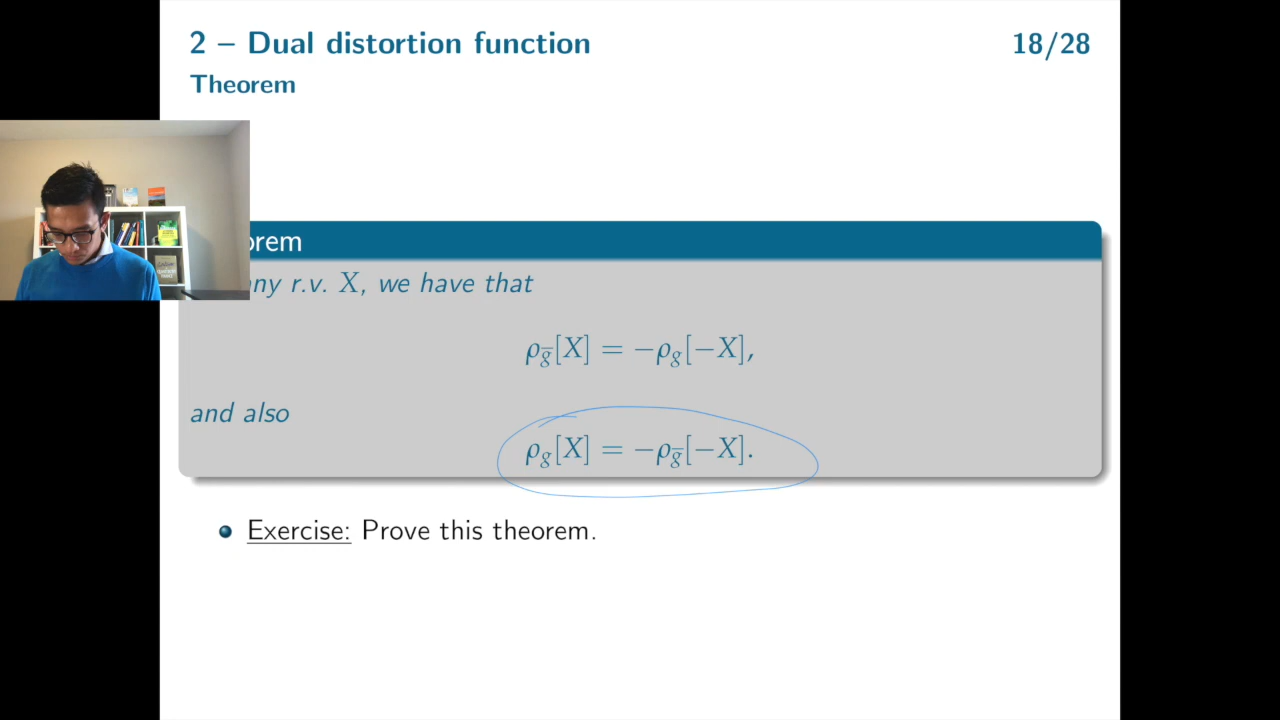 2 – Dual distortion function 18/28
Theorem
orem
ny r.v. X, we have that
ρ_ḡ[X] = −ρ_g[−X],
and also
ρ_g[X] = −ρ_ḡ[−X].
Exercise: Prove this theorem.